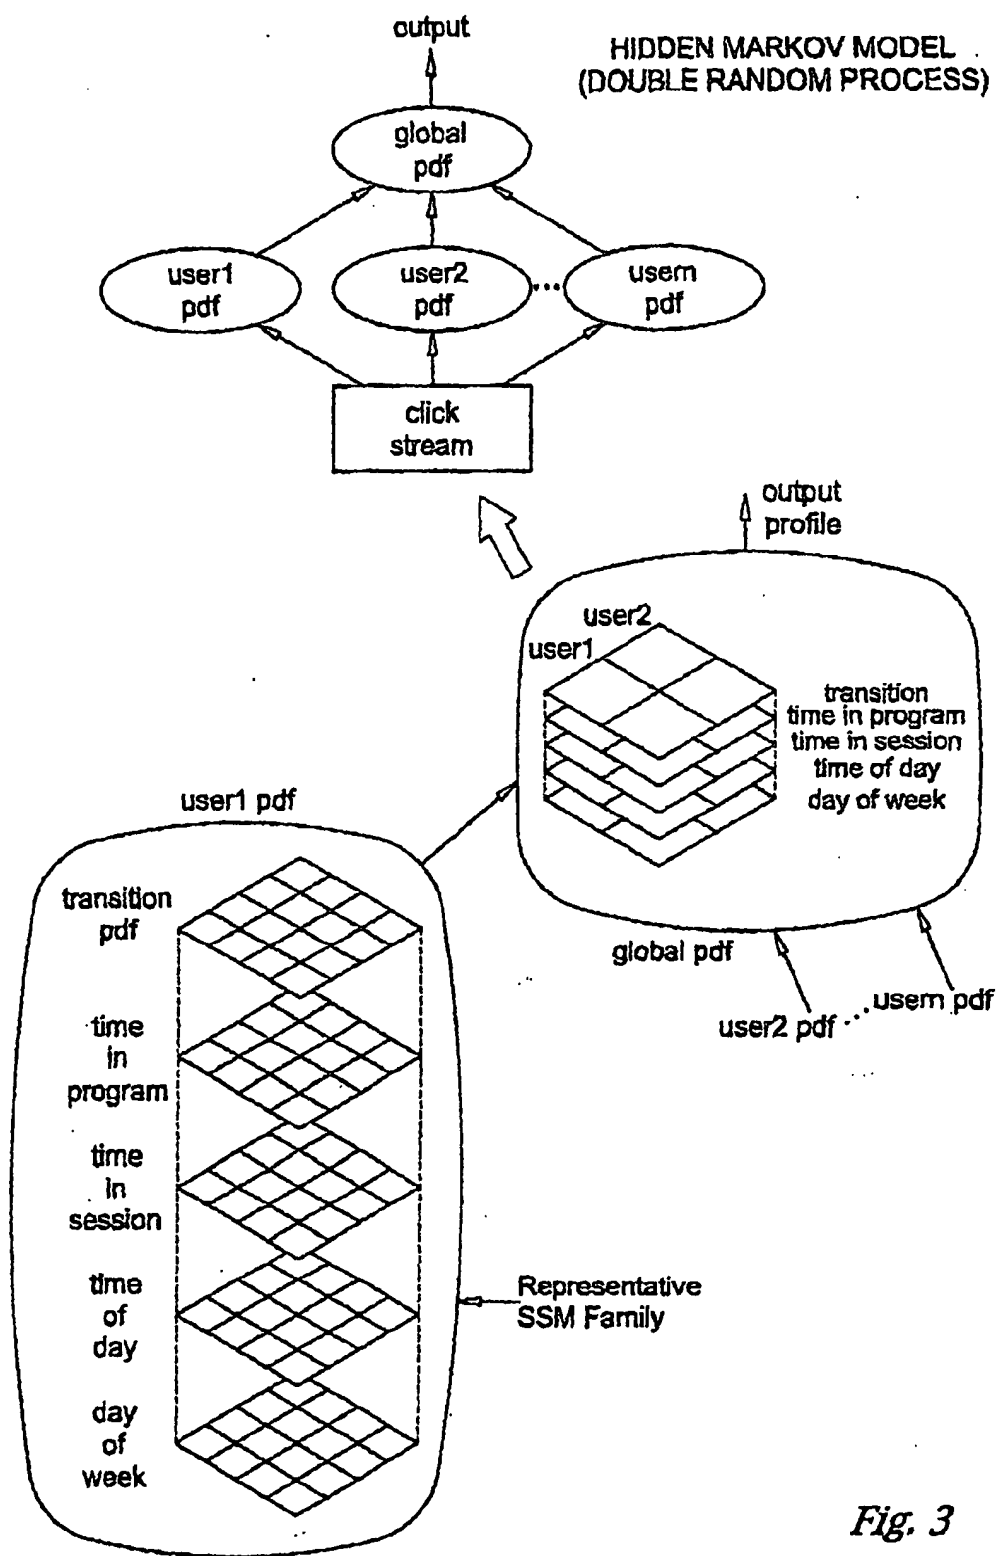 output
HIDDEN MARKOV MODEL
(DOUBLE RANDOM PROCESS)
global
pdf
user1
pdf
user2
pdf
usern
pdf
click
stream
output
profile
user2
user1
transition
time in program
time in session
time of day
day of week
global pdf
user2 pdf
usern pdf
user1 pdf
transition
pdf
time
in
program
time
in
session
time
of
day
day
of
week
Representative
SSM Family
Fig. 3